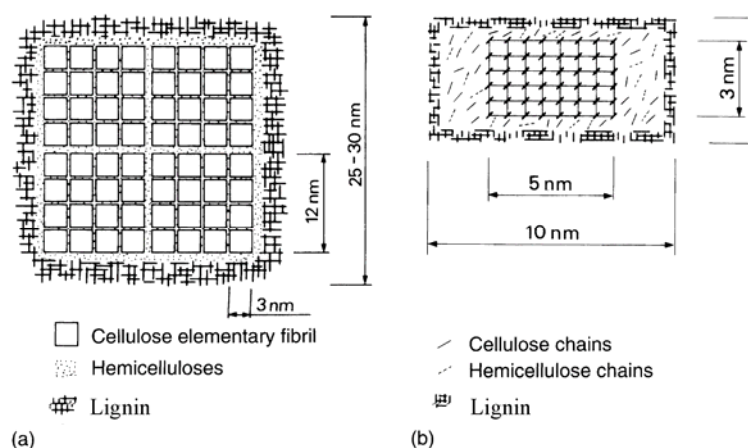 25 – 30 nm
12 nm
3 nm
Cellulose elementary fibril
Hemicelluloses
Lignin
(a)
3 nm
5 nm
10 nm
Cellulose chains
Hemicellulose chains
Lignin
(b)